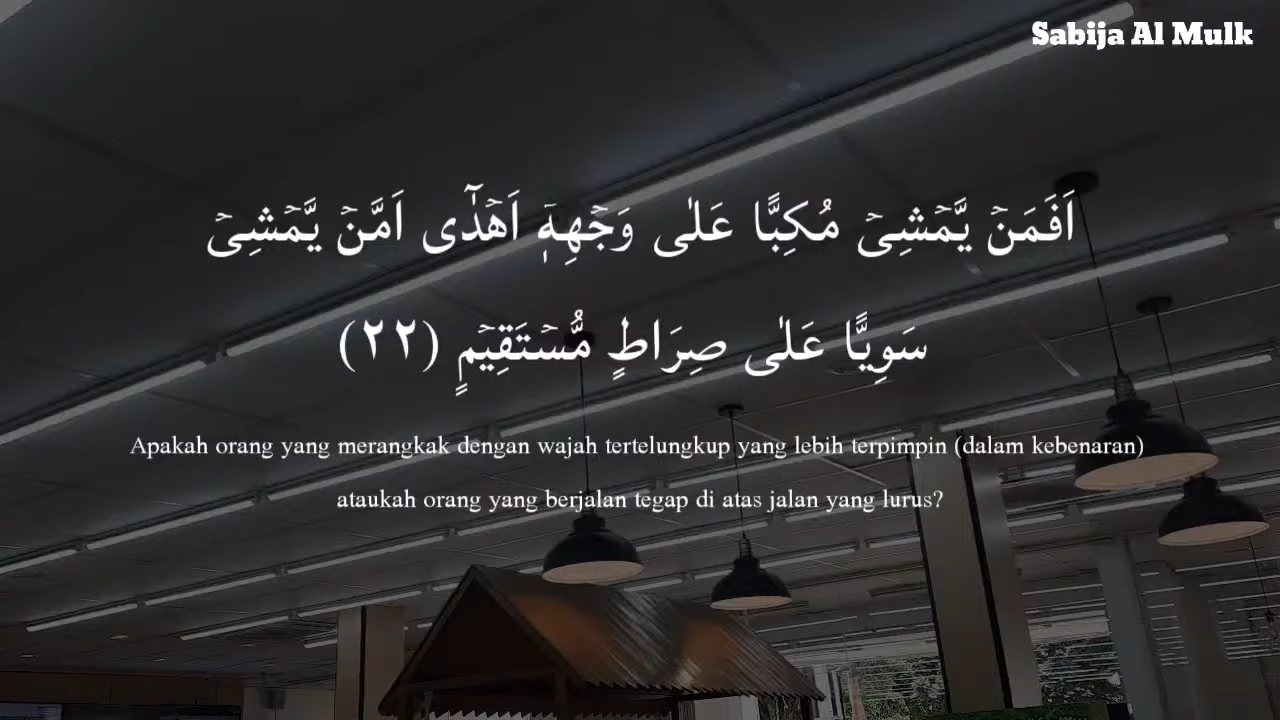 Sabija Al Mulk
اَفَمَنْ يَّمْشِيْ مُكِبًّا عَلٰى وَجْهِهٖٓ اَهْدٰٓى اَمَّنْ يَّمْشِيْ
سَوِيًّا عَلٰى صِرَاطٍ مُّسْتَقِيْمٍ (٢٢)
Apakah orang yang merangkak dengan wajah tertelungkup yang lebih terpimpin (dalam kebenaran)
ataukah orang yang berjalan tegap di atas jalan yang lurus?